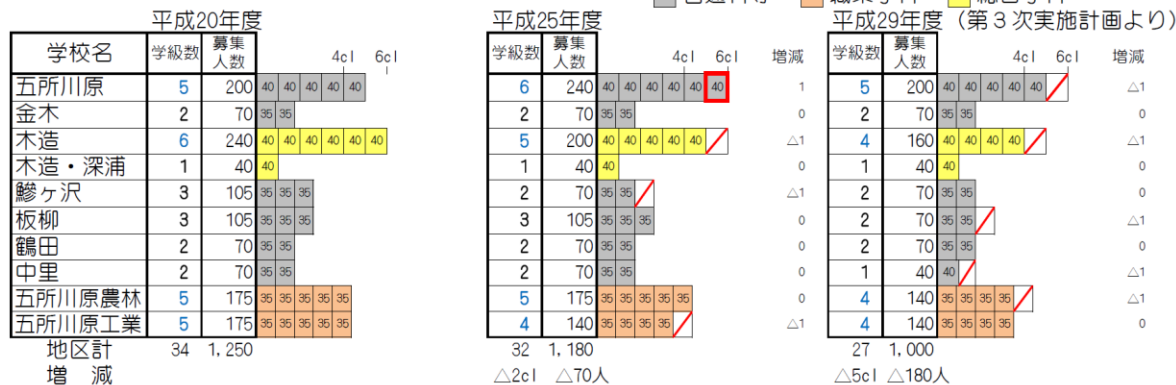 普通科等 職業学科 総合学科
平成20年度 平成25年度 平成29年度（第３次実施計画より）
学校名 学級数 募集人数 4cl 6cl 学級数 募集人数 4cl 6cl 増減 学級数 募集人数 4cl 6cl 増減
五所川原 5 200 40 40 40 40 40 6 240 40 40 40 40 40 40 1 5 200 40 40 40 40 40 △1
金木 2 70 35 35 2 70 35 35 0 2 70 35 35 0
木造 6 240 40 40 40 40 40 40 5 200 40 40 40 40 40 △1 4 160 40 40 40 40 △1
木造・深浦 1 40 40 1 40 40 0 1 40 40 0
鰺ヶ沢 3 105 35 35 35 2 70 35 35 △1 2 70 35 35 0
板柳 3 105 35 35 35 3 105 35 35 35 0 2 70 35 35 △1
鶴田 2 70 35 35 2 70 35 35 0 2 70 35 35 0
中里 2 70 35 35 2 70 35 35 0 1 40 40 △1
五所川原農林 5 175 35 35 35 35 35 5 175 35 35 35 35 35 0 4 140 35 35 35 35 △1
五所川原工業 5 175 35 35 35 35 35 4 140 35 35 35 35 △1 4 140 35 35 35 35 0
地区計 34 1,250 32 1,180 27 1,000
増減 △2cl △70人 △5cl △180人